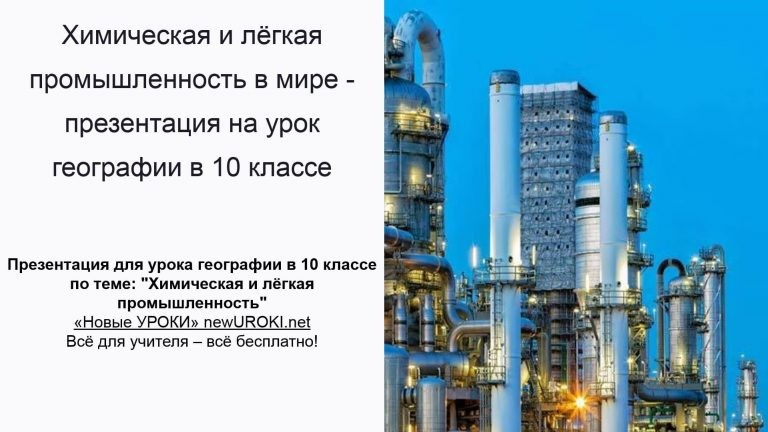 Химическая и лёгкая
промышленность в мире -
презентация на урок
географии в 10 классе
Презентация для урока географии в 10 классе
по теме: "Химическая и лёгкая
промышленность"
«Новые УРОКИ» newUROKI.net
Всё для учителя – всё бесплатно!